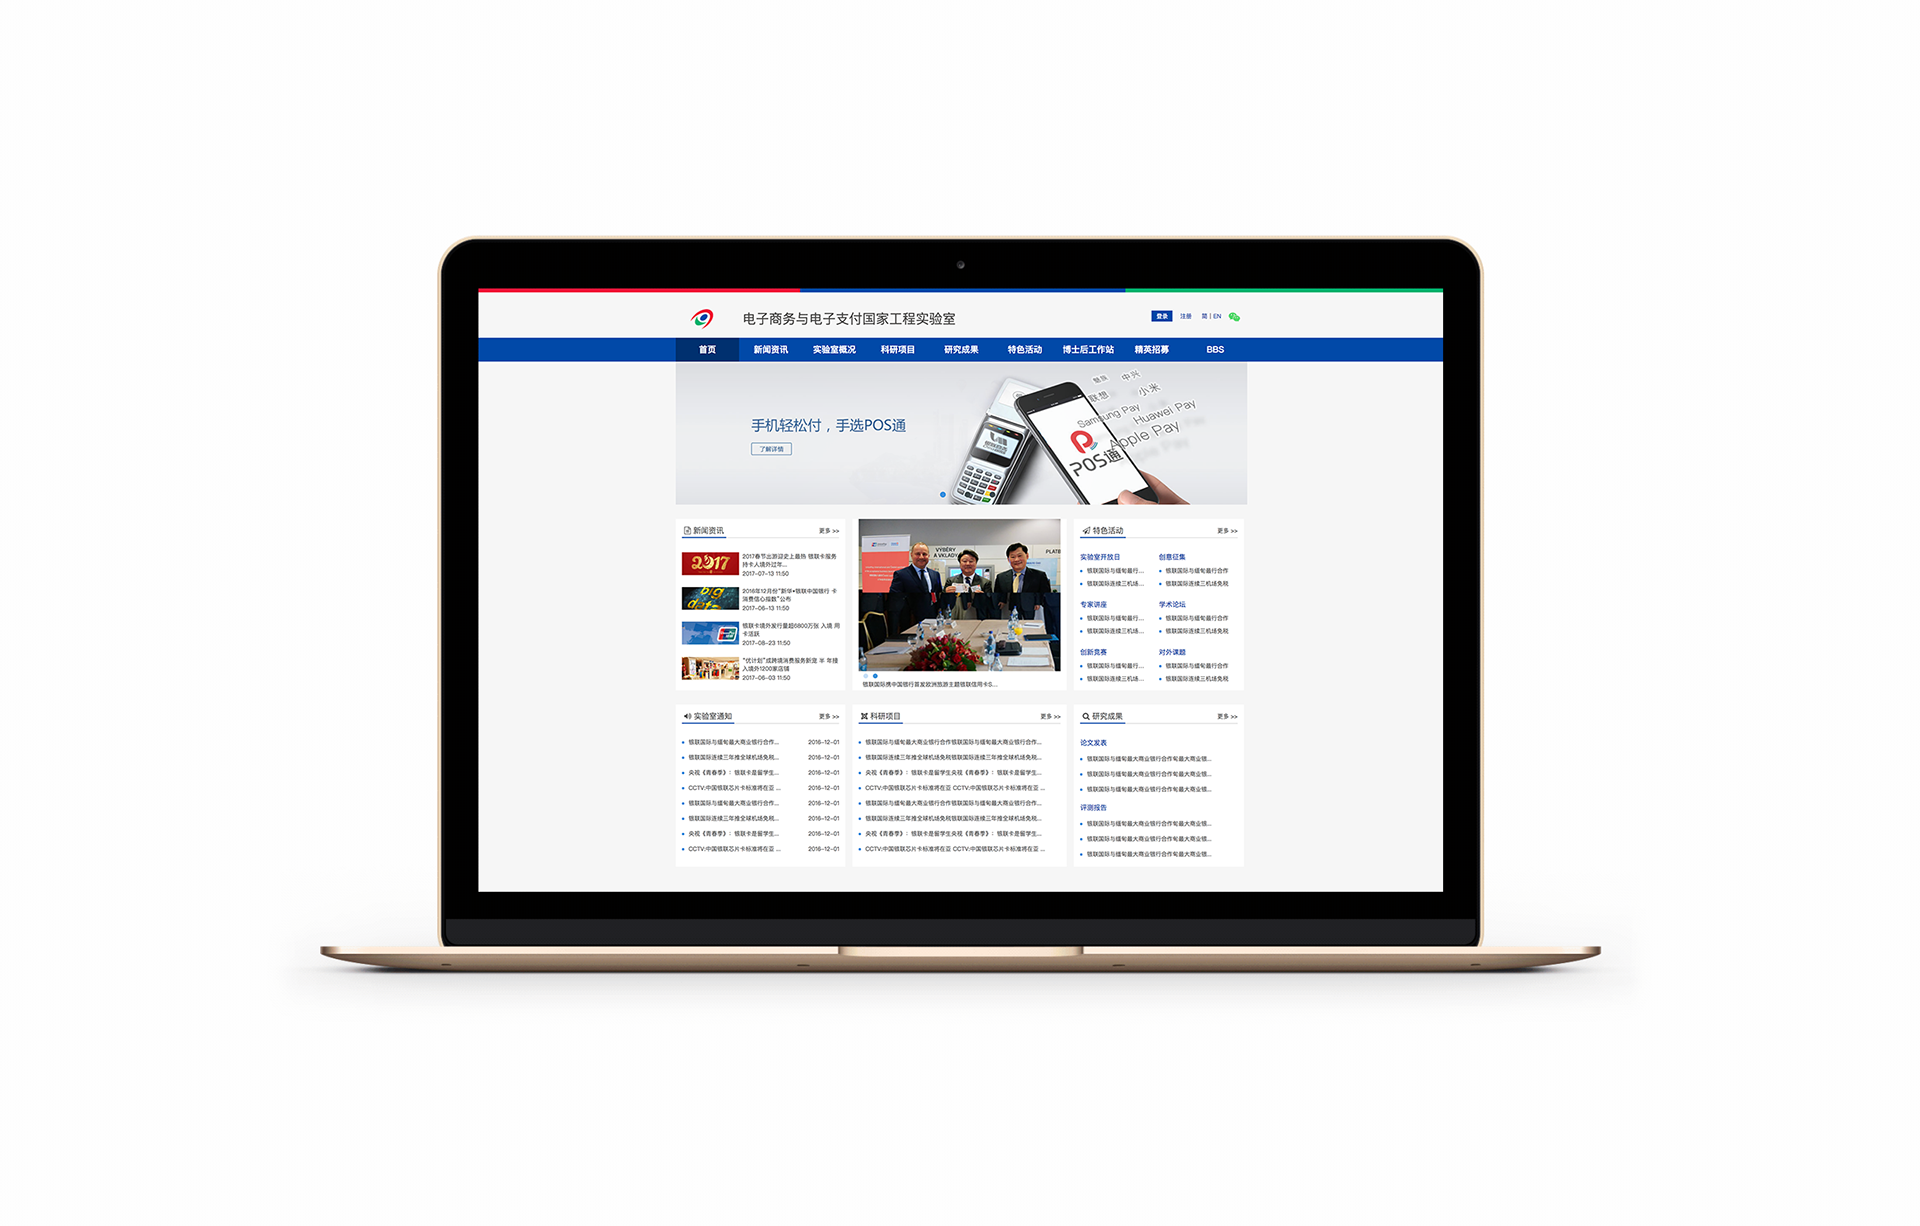 电子商务与电子支付国家工程实验室
登录 注册 简 | EN
首页 新闻资讯 实验室概况 科研项目 研究成果 特色活动 博士后工作站 精英招募 BBS
手机轻松付，手选POS通
了解详情
联想 中兴
小米
Samsung Pay
Huawei Pay
Apple Pay
POS通
新闻资讯 更多 >>
2017
2017春节出游迎史上最热 银联卡服务
持卡人境外过年...
2017-07-13 11:50
big
data
2016年12月份“新华•银联中国银行 卡
消费信心指数”公布
2017-06-13 11:50
银联卡境外发行量超6800万张 入境 用
卡活跃
2017-08-23 11:50
“优计划”成跨境消费服务新宠 半 年接
入境外1200家店铺
2017-06-03 11:50
VÝBĚRY
A VKLADY
PLATB
银联国际携中国银行首发欧洲旅游主题银联信用卡S...
特色活动 更多 >>
实验室开放日 创意征集
银联国际与缅甸最行... 银联国际与缅甸最行合作
银联国际连续三机场... 银联国际连续三机场免税
专家讲座 学术论坛
银联国际与缅甸最行... 银联国际与缅甸最行合作
银联国际连续三机场... 银联国际连续三机场免税
创新竞赛 对外课题
银联国际与缅甸最行... 银联国际与缅甸最行合作
银联国际连续三机场... 银联国际连续三机场免税
实验室通知 更多 >>
银联国际与缅甸最大商业银行合作... 2016-12-01
银联国际连续三年推全球机场免税... 2016-12-01
央视《青春季》：银联卡是留学生... 2016-12-01
CCTV:中国银联芯片卡标准将在亚 ... 2016-12-01
银联国际与缅甸最大商业银行合作... 2016-12-01
银联国际连续三年推全球机场免税... 2016-12-01
央视《青春季》：银联卡是留学生... 2016-12-01
CCTV:中国银联芯片卡标准将在亚 ... 2016-12-01
科研项目 更多 >>
银联国际与缅甸最大商业银行合作银联国际与缅甸最大商业银行合作...
银联国际连续三年推全球机场免税银联国际连续三年推全球机场免税...
央视《青春季》：银联卡是留学生央视《青春季》：银联卡是留学生...
CCTV:中国银联芯片卡标准将在亚 CCTV:中国银联芯片卡标准将在亚 ...
银联国际与缅甸最大商业银行合作银联国际与缅甸最大商业银行合作...
银联国际连续三年推全球机场免税银联国际连续三年推全球机场免税...
央视《青春季》：银联卡是留学生央视《青春季》：银联卡是留学生...
CCTV:中国银联芯片卡标准将在亚 CCTV:中国银联芯片卡标准将在亚 ...
研究成果 更多 >>
论文发表
银联国际与缅甸最大商业银行合作甸最大商业银...
银联国际与缅甸最大商业银行合作甸最大商业银...
银联国际与缅甸最大商业银行合作甸最大商业银...
评测报告
银联国际与缅甸最大商业银行合作甸最大商业银...
银联国际与缅甸最大商业银行合作甸最大商业银...
银联国际与缅甸最大商业银行合作甸最大商业银...